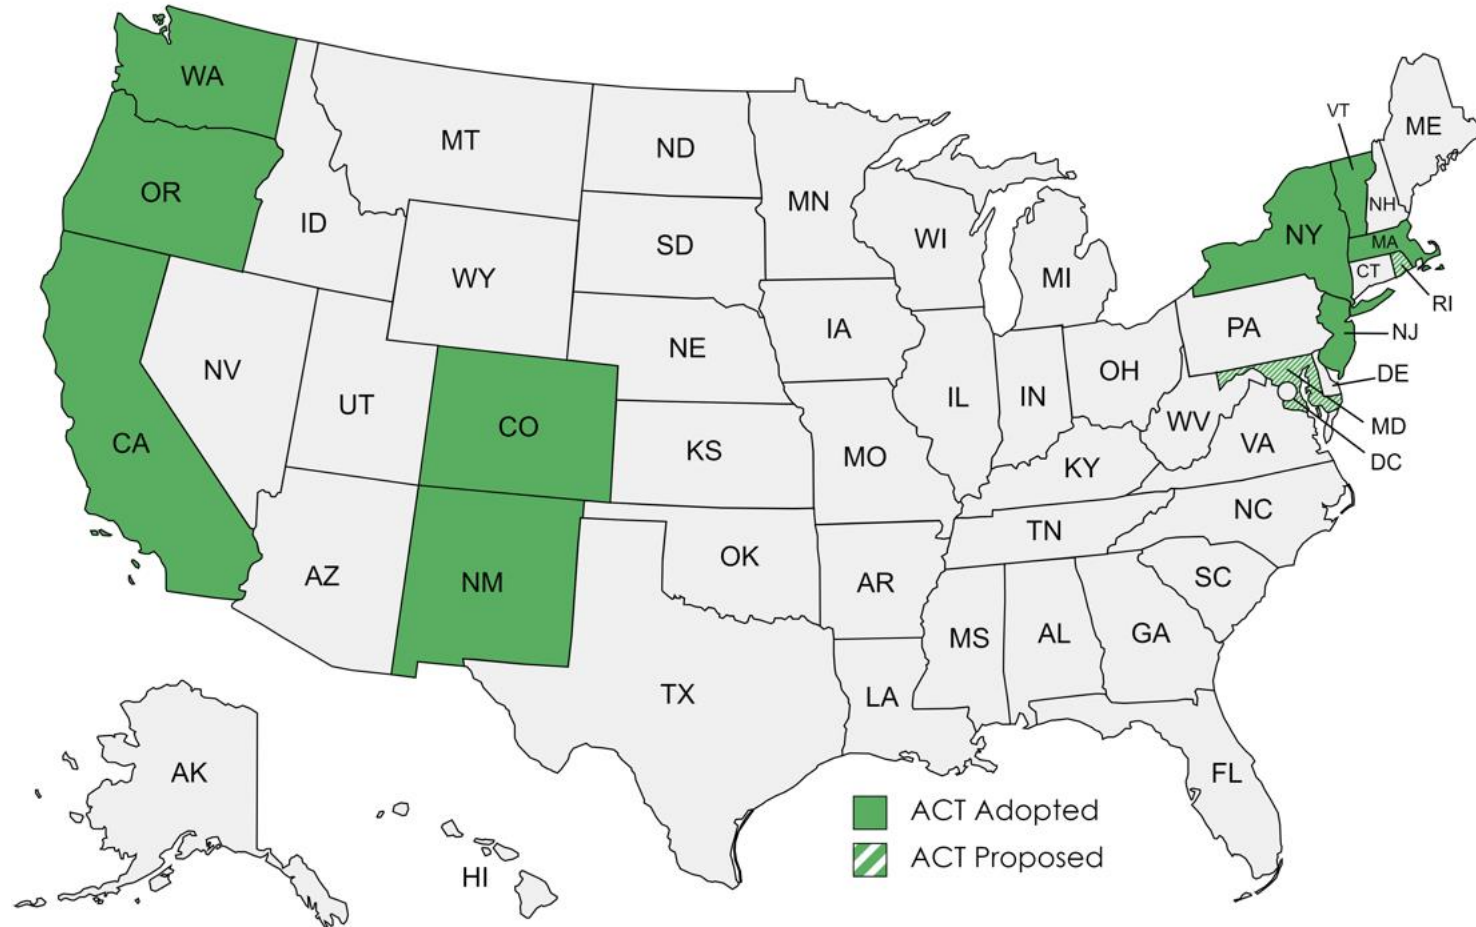 WA
MT
ND
VT
ME
OR
MN
ID
SD
WI
NH
NY
MA
WY
MI
CT
RI
IA
PA
NJ
NV
NE
OH
DE
UT
IL
IN
CO
WV
MD
CA
KS
MO
VA
DC
KY
NC
TN
AZ
NM
OK
AR
SC
MS
AL
GA
TX
LA
AK
FL
HI
ACT Adopted
ACT Proposed